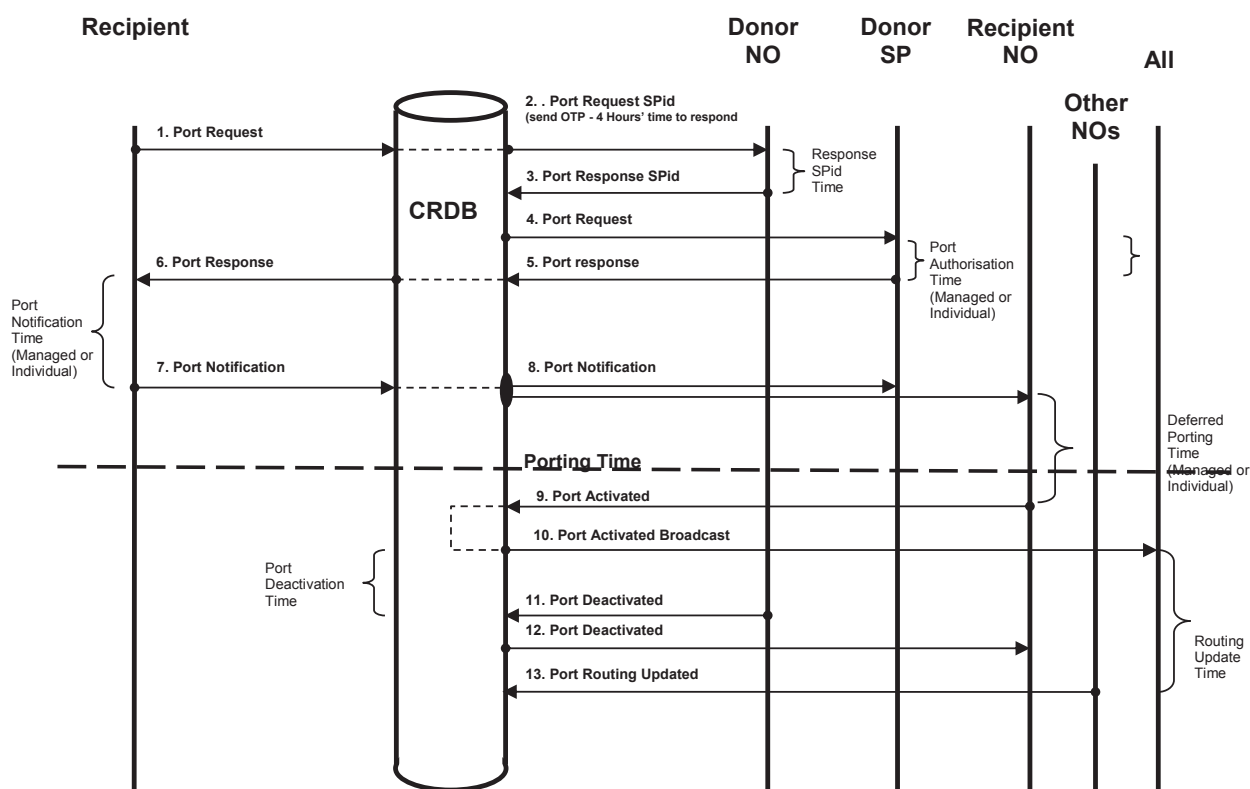 Recipient
Donor
NO
Donor
SP
Recipient
NO
All
Other
NOs
2. . Port Request SPid
(send OTP - 4 Hours' time to respond
1. Port Request
Response
SPid
Time
3. Port Response SPid
CRDB
4. Port Request
Port
Authorisation
Time
(Managed or
Individual)
6. Port Response
5. Port response
Port
Notification
Time
(Managed or
Individual)
7. Port Notification
8. Port Notification
Deferred
Porting
Time
(Managed or
Individual)
Porting Time
9. Port Activated
10. Port Activated Broadcast
Port
Deactivation
Time
11. Port Deactivated
12. Port Deactivated
Routing
Update
Time
13. Port Routing Updated